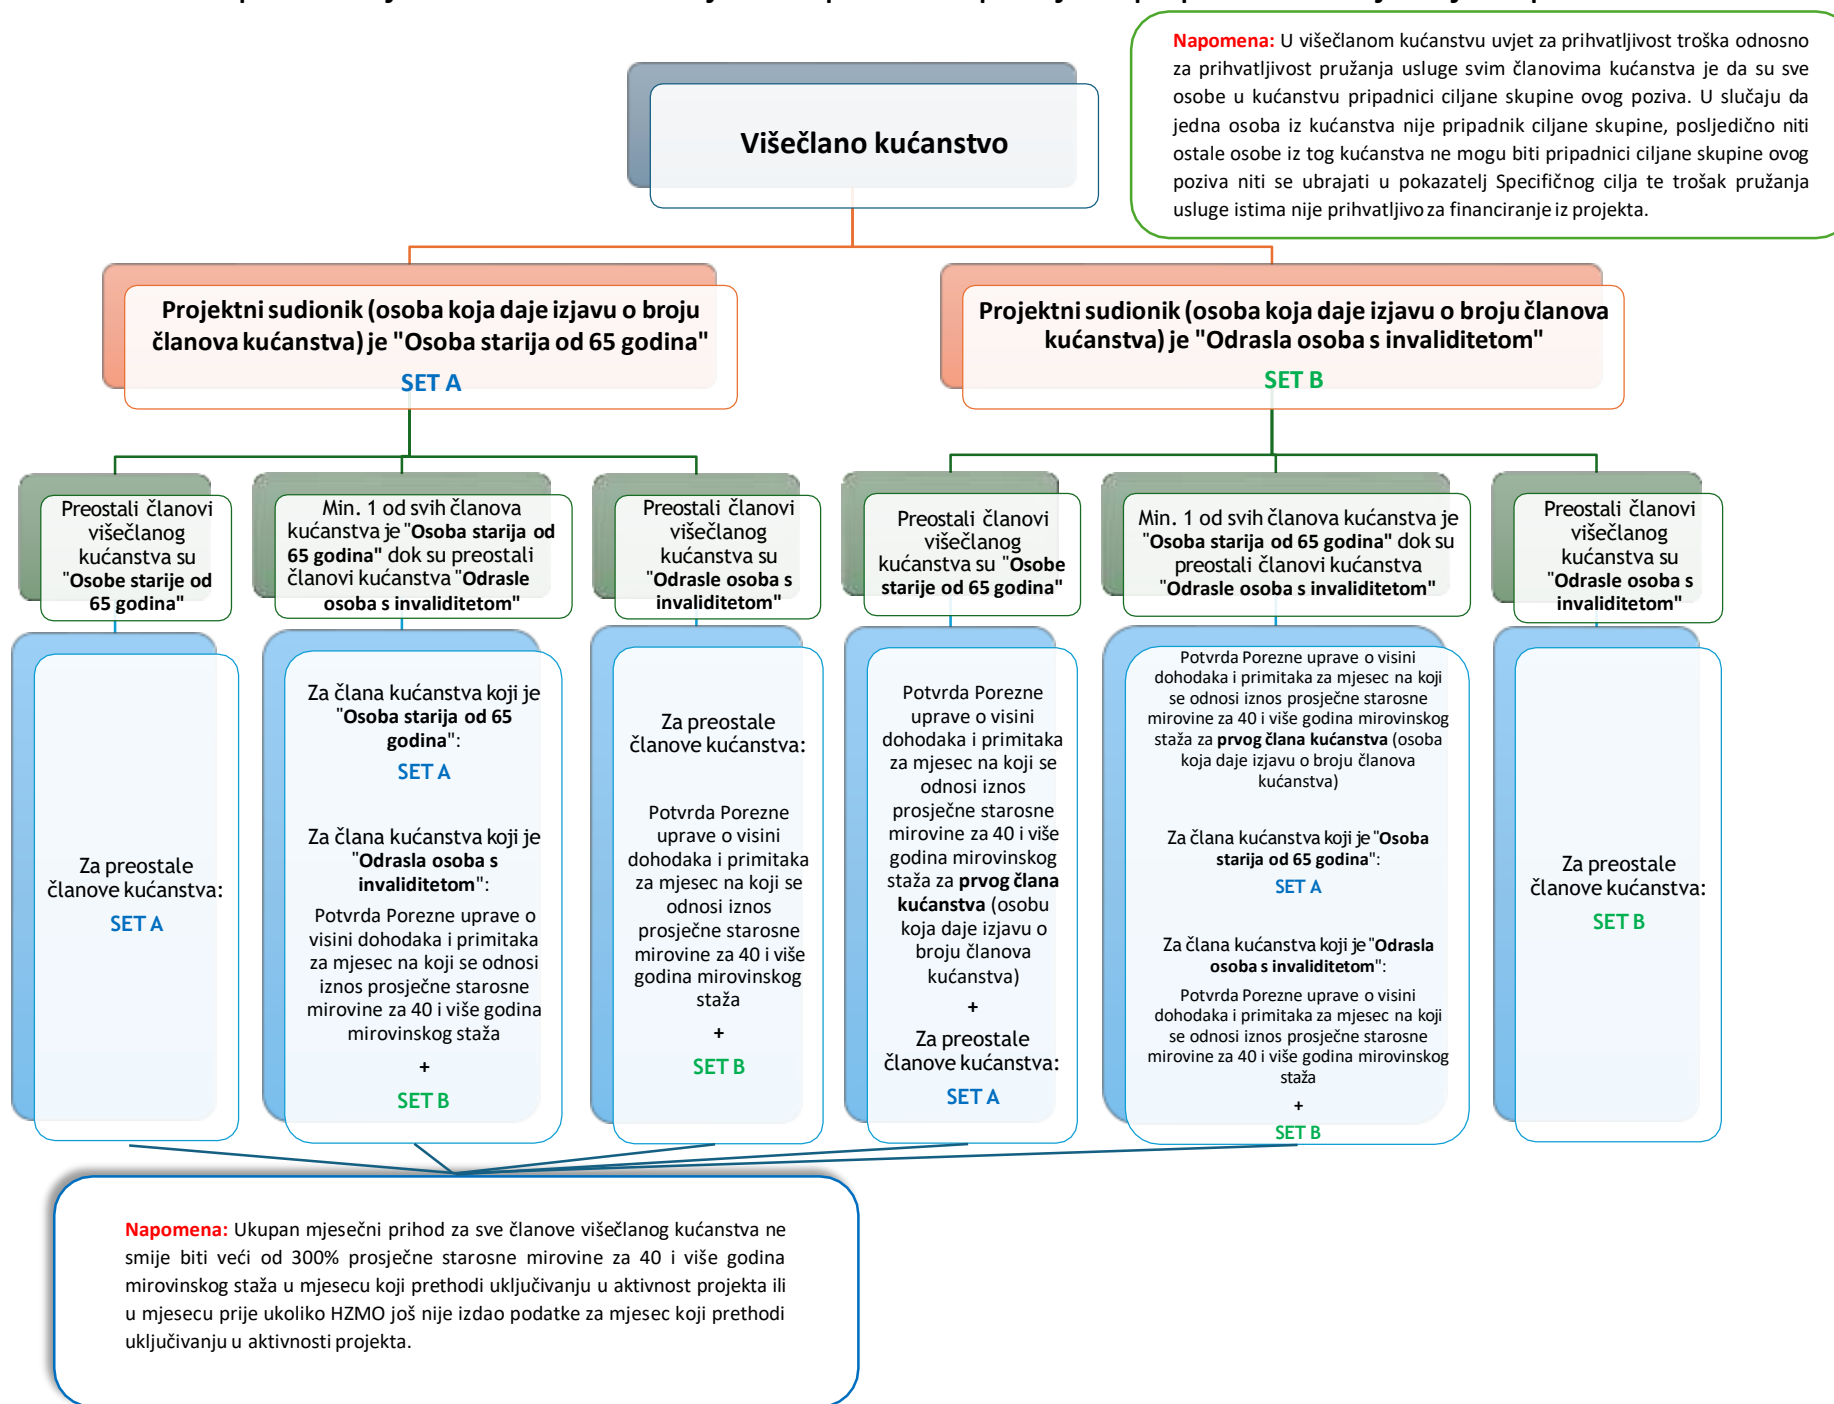 Napomena: U višečlanom kućanstvu uvjet za prihvatljivost troška odnosno
za prihvatljivost pružanja usluge svim članovima kućanstva je da su sve
osobe u kućanstvu pripadnici ciljane skupine ovog poziva. U slučaju da
jedna osoba iz kućanstva nije pripadnik ciljane skupine, posljedično niti
ostale osobe iz tog kućanstva ne mogu biti pripadnici ciljane skupine ovog
poziva niti se ubrajati u pokazatelj Specifičnog cilja te trošak pružanja
usluge istima nije prihvatljivo za financiranje iz projekta.
Višečlano kućanstvo
Projektni sudionik (osoba koja daje izjavu o broju
članova kućanstva) je "Osoba starija od 65 godina"
SET A
Projektni sudionik (osoba koja daje izjavu o broju članova
kućanstva) je "Odrasla osoba s invaliditetom"
SET B
Preostali članovi
višečlanog
kućanstva su
"Osobe starije od
65 godina"
Min. 1 od svih članova
kućanstva je "Osoba starija od
65 godina" dok su preostali
članovi kućanstva "Odrasle
osoba s invaliditetom"
Preostali članovi
višečlanog
kućanstva su
"Odrasle osoba s
invaliditetom"
Preostali članovi
višečlanog
kućanstva su "Osobe
starije od 65 godina"
Min. 1 od svih članova kućanstva je
"Osoba starija od 65 godina" dok su
preostali članovi kućanstva
"Odrasle osoba s invaliditetom"
Preostali članovi
višečlanog
kućanstva su
"Odrasle osoba s
invaliditetom"
Za preostale
članove kućanstva:
SET A
Za člana kućanstva koji je
"Osoba starija od 65
godina":
SET A
Za člana kućanstva koji je
"Odrasla osoba s
invaliditetom":
Potvrda Porezne uprave o
visini dohodaka i primitaka
za mjesec na koji se odnosi
iznos prosječne starosne
mirovine za 40 i više godina
mirovinskog staža
+
SET B
Za preostale
članove kućanstva:
Potvrda Porezne
uprave o visini
dohodaka i primitaka
za mjesec na koji se
odnosi iznos
prosječne starosne
mirovine za 40 i više
godina mirovinskog
staža
+
SET B
Potvrda Porezne
uprave o visini
dohodaka i primitaka
za mjesec na koji se
odnosi iznos
prosječne starosne
mirovine za 40 i više
godina mirovinskog
staža za prvog člana
kućanstva (osobu
koja daje izjavu o
broju članova
kućanstva)
+
Za preostale
članove kućanstva:
SET A
Potvrda Porezne uprave o visini
dohodaka i primitaka za mjesec na koji
se odnosi iznos prosječne starosne
mirovine za 40 i više godina mirovinskog
staža za prvog člana kućanstva (osoba
koja daje izjavu o broju članova
kućanstva)
Za člana kućanstva koji je "Osoba
starija od 65 godina":
SET A
Za člana kućanstva koji je "Odrasla
osoba s invaliditetom":
Potvrda Porezne uprave o visini
dohodaka i primitaka za mjesec na koji
se odnosi iznos prosječne starosne
mirovine za 40 i više godina mirovinskog
staža
+
SET B
Za preostale
članove kućanstva:
SET B
Napomena: Ukupan mjesečni prihod za sve članove višečlanog kućanstva ne
smije biti veći od 300% prosječne starosne mirovine za 40 i više godina
mirovinskog staža u mjesecu koji prethodi uključivanju u aktivnost projekta ili
u mjesecu prije ukoliko HZMO još nije izdao podatke za mjesec koji prethodi
uključivanju u aktivnosti projekta.